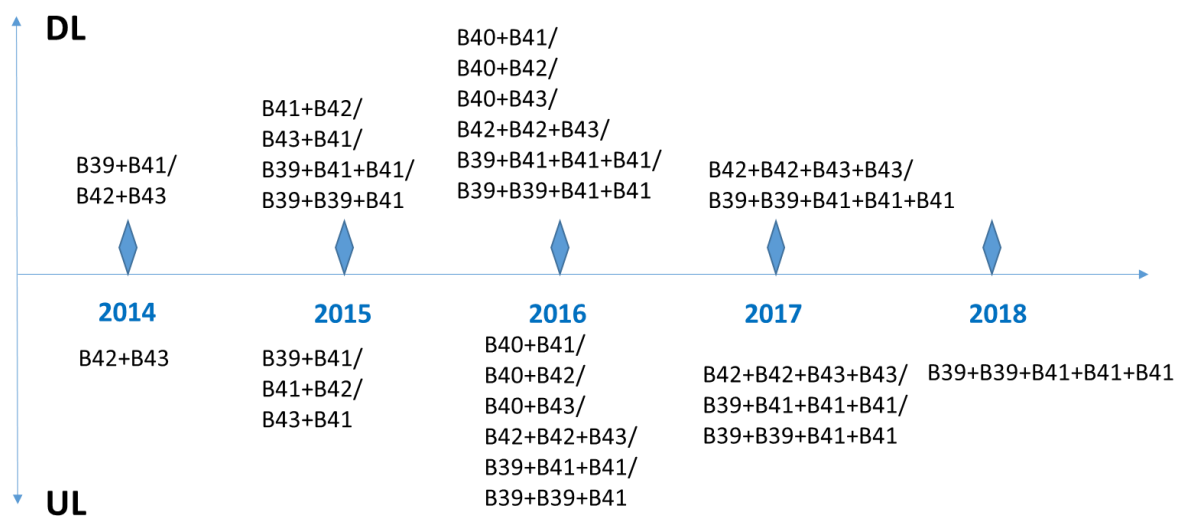 DL
B39+B41/
B42+B43
B41+B42/
B43+B41/
B39+B41+B41/
B39+B39+B41
B40+B41/
B40+B42/
B40+B43/
B42+B42+B43/
B39+B41+B41+B41/
B39+B39+B41+B41
B42+B42+B43+B43/
B39+B39+B41+B41+B41
2014
2015
2016
2017
2018
B42+B43
B39+B41/
B41+B42/
B43+B41
B40+B41/
B40+B42/
B40+B43/
B42+B42+B43/
B39+B41+B41/
B39+B39+B41
B42+B42+B43+B43/
B39+B41+B41+B41/
B39+B39+B41+B41
B39+B39+B41+B41+B41
UL